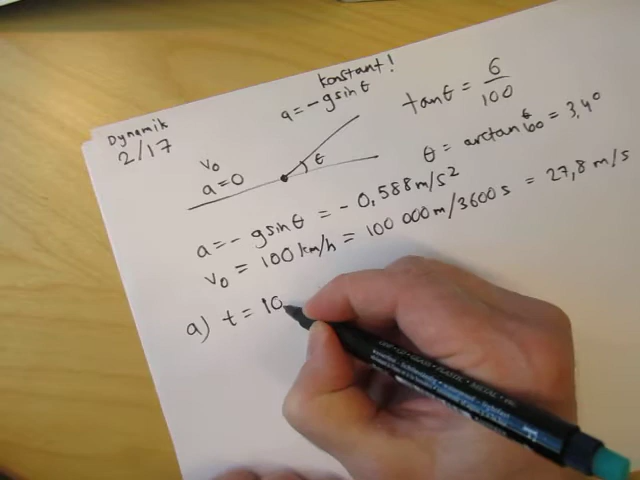 Dynamik
2/17
konstant!
a = -g sin θ
v₀
a = 0
θ
tan θ = 6/100
θ = arctan 6/100 = 3,4°
a = - g sin θ = - 0,588 m/s²
v₀ = 100 km/h = 100 000 m/3600 s = 27,8 m/s
a) t = 10